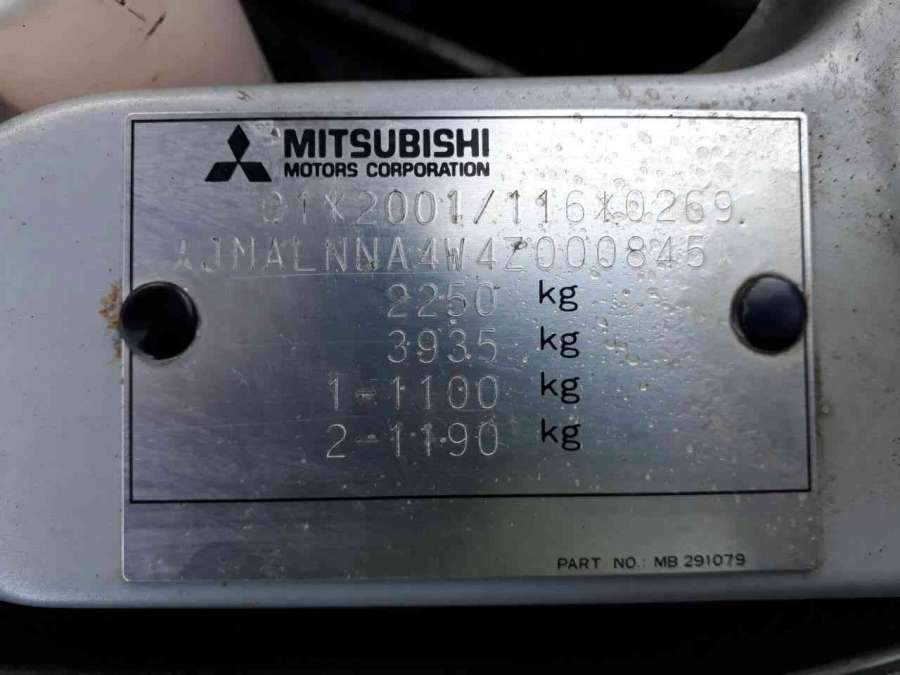 MITSUBISHI
MOTORS CORPORATION
01*2001/116*0269
*JMALNNA4W4Z000845*
2250 kg
3935 kg
1-1100 kg
2-1190 kg
PART NO.: MB 291079